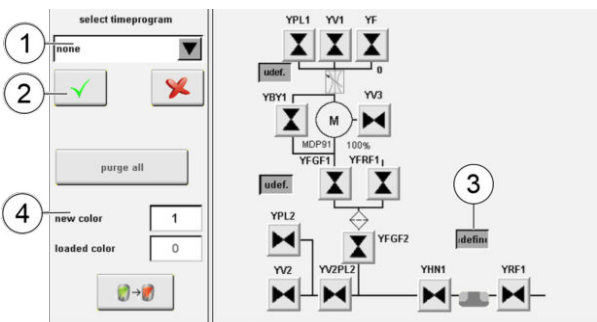 select timeprogram
1
none
2
purge all
4
new color
1
loaded color
0
YPL1 YV1 YF
udef.
0
YBY1
YV3
M
MDP91 100%
YFGF1 YFRF1
udef.
3
YPL2
YFGF2
defin
YV2 YV2PL2
YHN1 YRF1